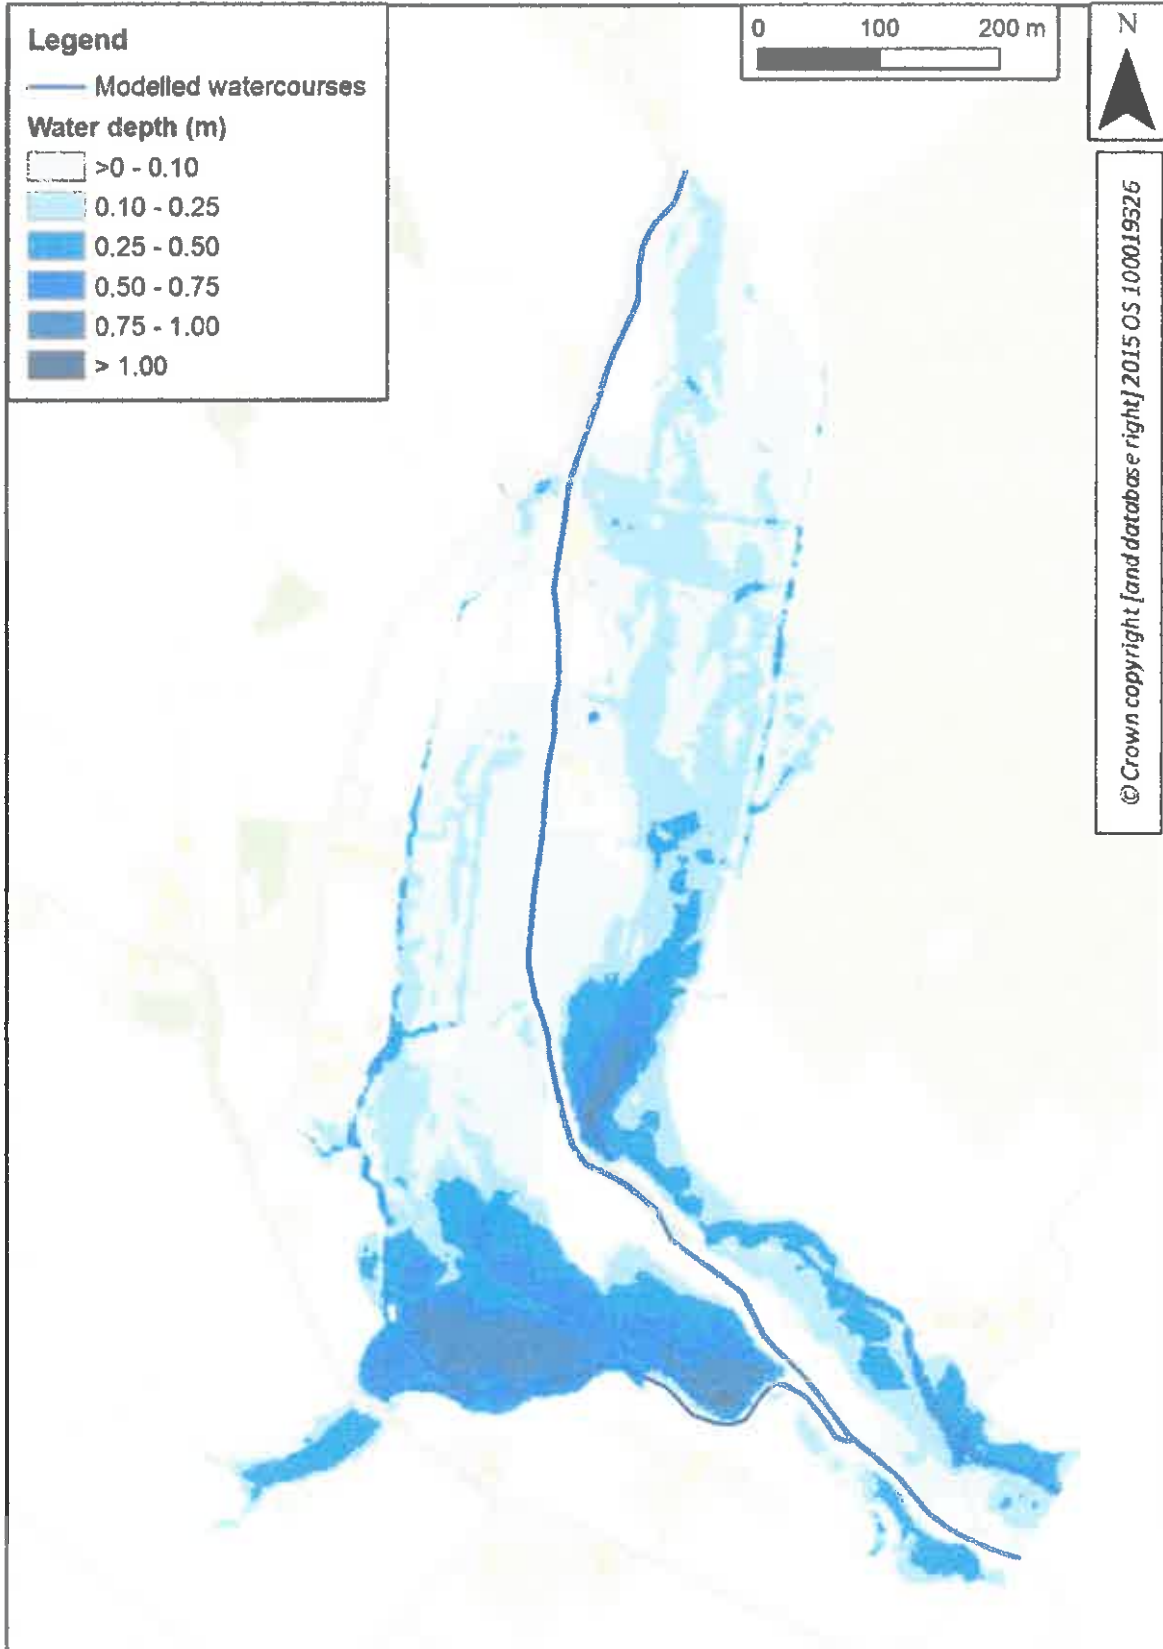 Legend
Modelled watercourses
Water depth (m)
>0 - 0.10
0.10 - 0.25
0.25 - 0.50
0.50 - 0.75
0.75 - 1.00
> 1.00
0 100 200 m
N
© Crown copyright [and database right] 2015 OS 100019326